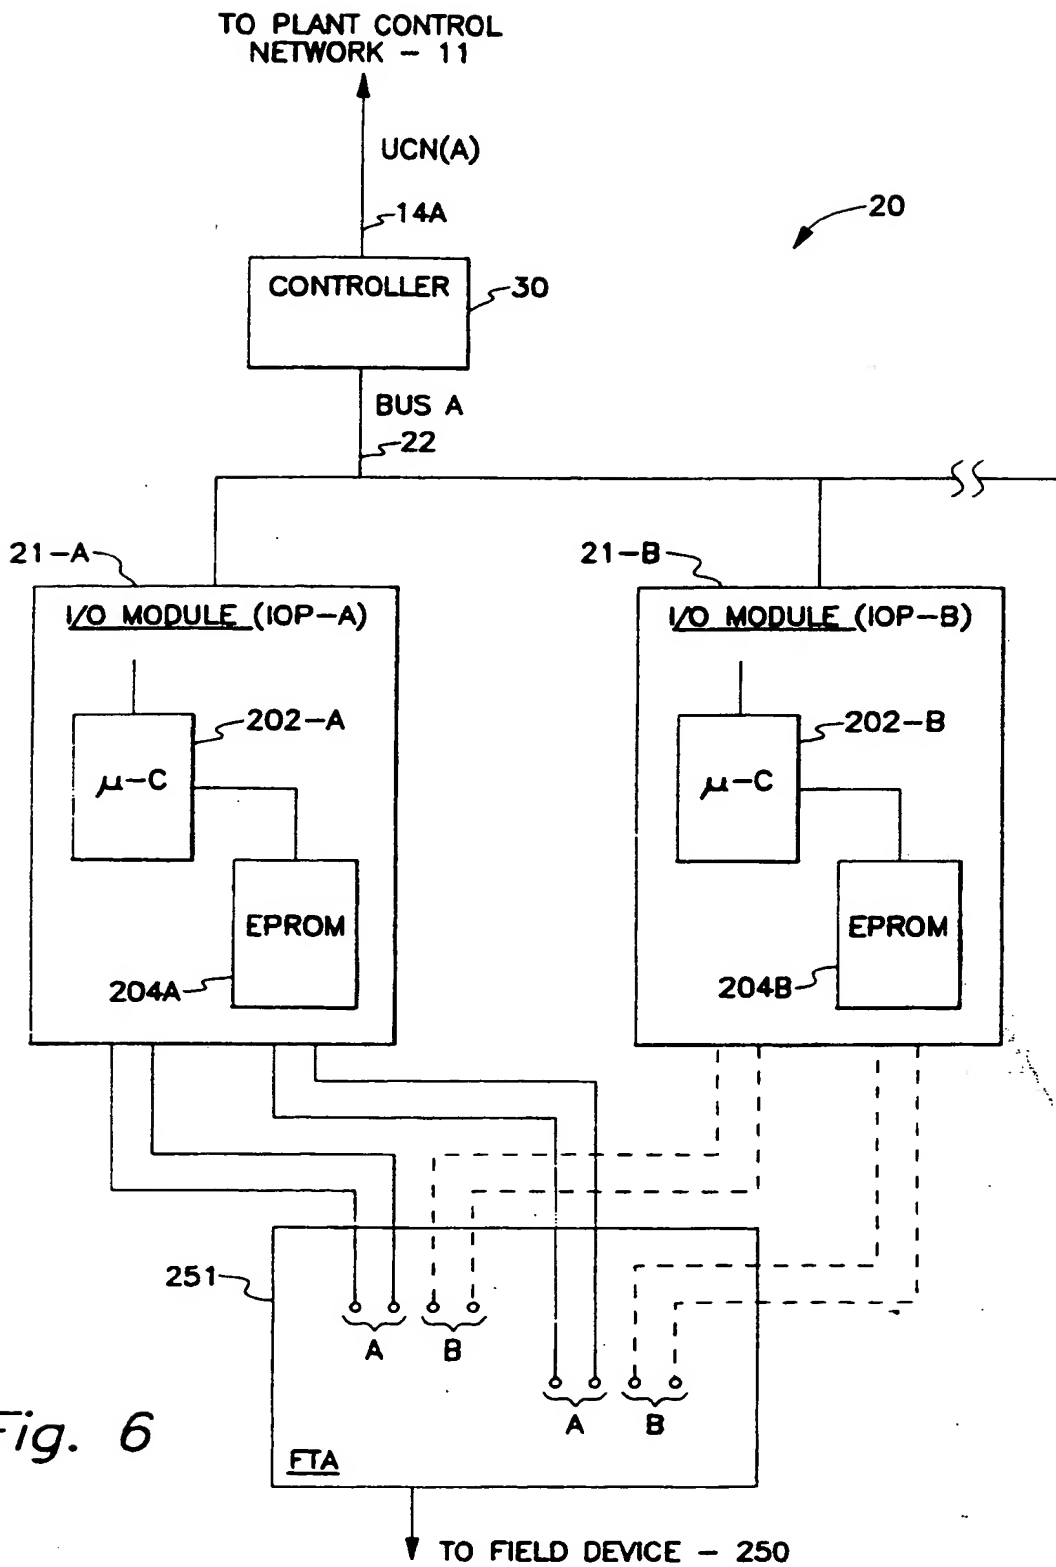 TO PLANT CONTROL
NETWORK - 11
UCN(A)
14A
20
CONTROLLER
30
BUS A
22
21-A
21-B
I/O MODULE (IOP-A)
I/O MODULE (IOP-B)
202-A
202-B
μ-C
μ-C
EPROM
EPROM
204A
204B
251
A
B
A
B
Fig. 6
FTA
TO FIELD DEVICE - 250